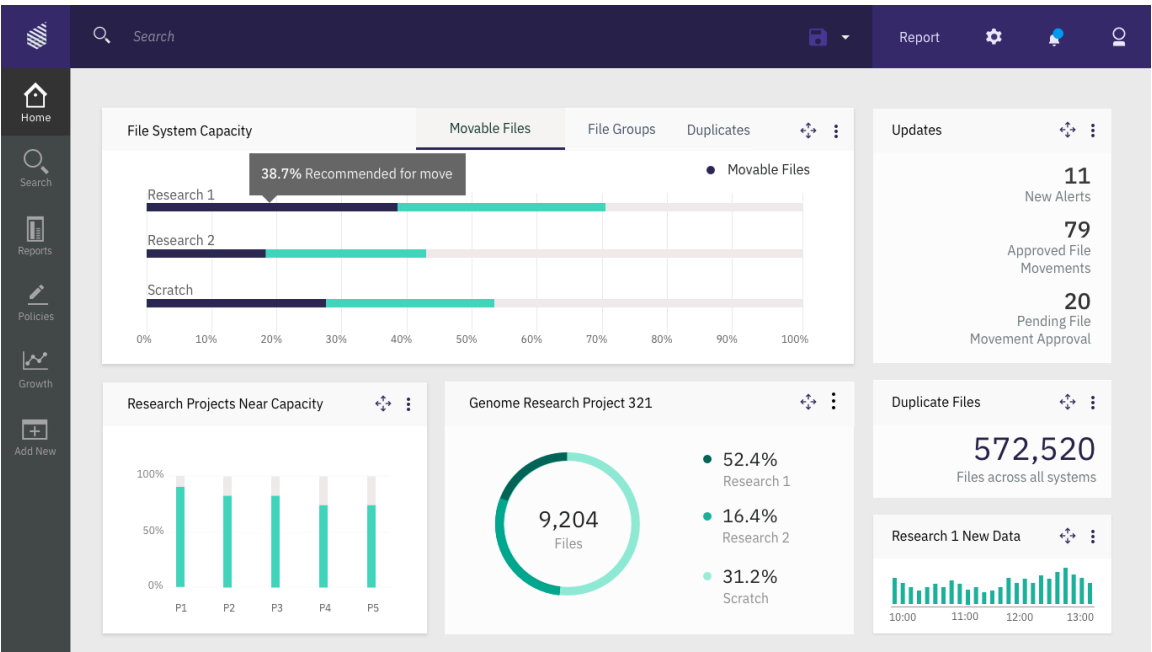 Search
Report
Home
Search
Reports
Policies
Growth
Add New
File System Capacity
Movable Files
File Groups
Duplicates
38.7% Recommended for move
Movable Files
Research 1
Research 2
Scratch
0% 10% 20% 30% 40% 50% 60% 70% 80% 90% 100%
Updates
11
New Alerts
79
Approved File
Movements
20
Pending File
Movement Approval
Research Projects Near Capacity
100%
50%
0%
P1 P2 P3 P4 P5
Genome Research Project 321
9,204
Files
52.4%
Research 1
16.4%
Research 2
31.2%
Scratch
Duplicate Files
572,520
Files across all systems
Research 1 New Data
10:00 11:00 12:00 13:00